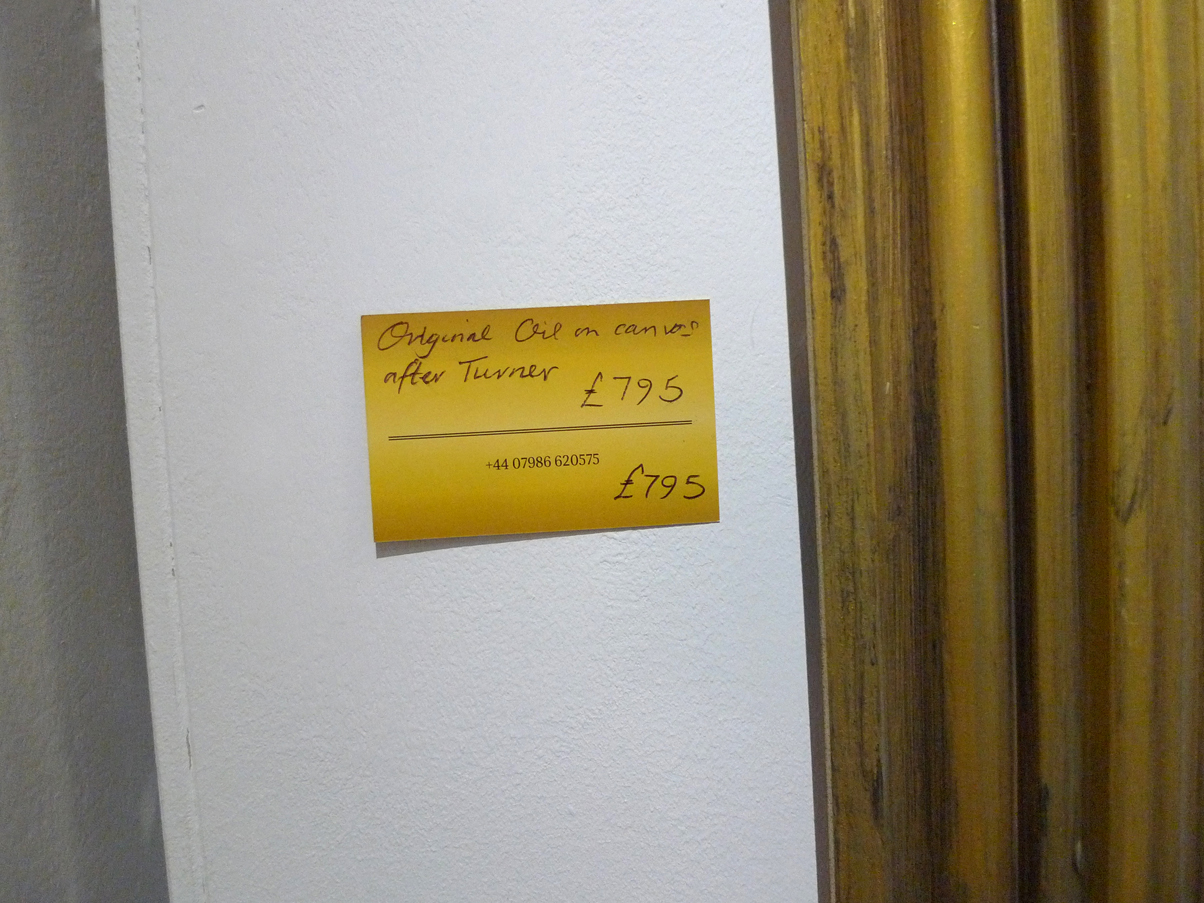 Original Oil on canvas
after Turner
£795
+44 07986 620575
£795